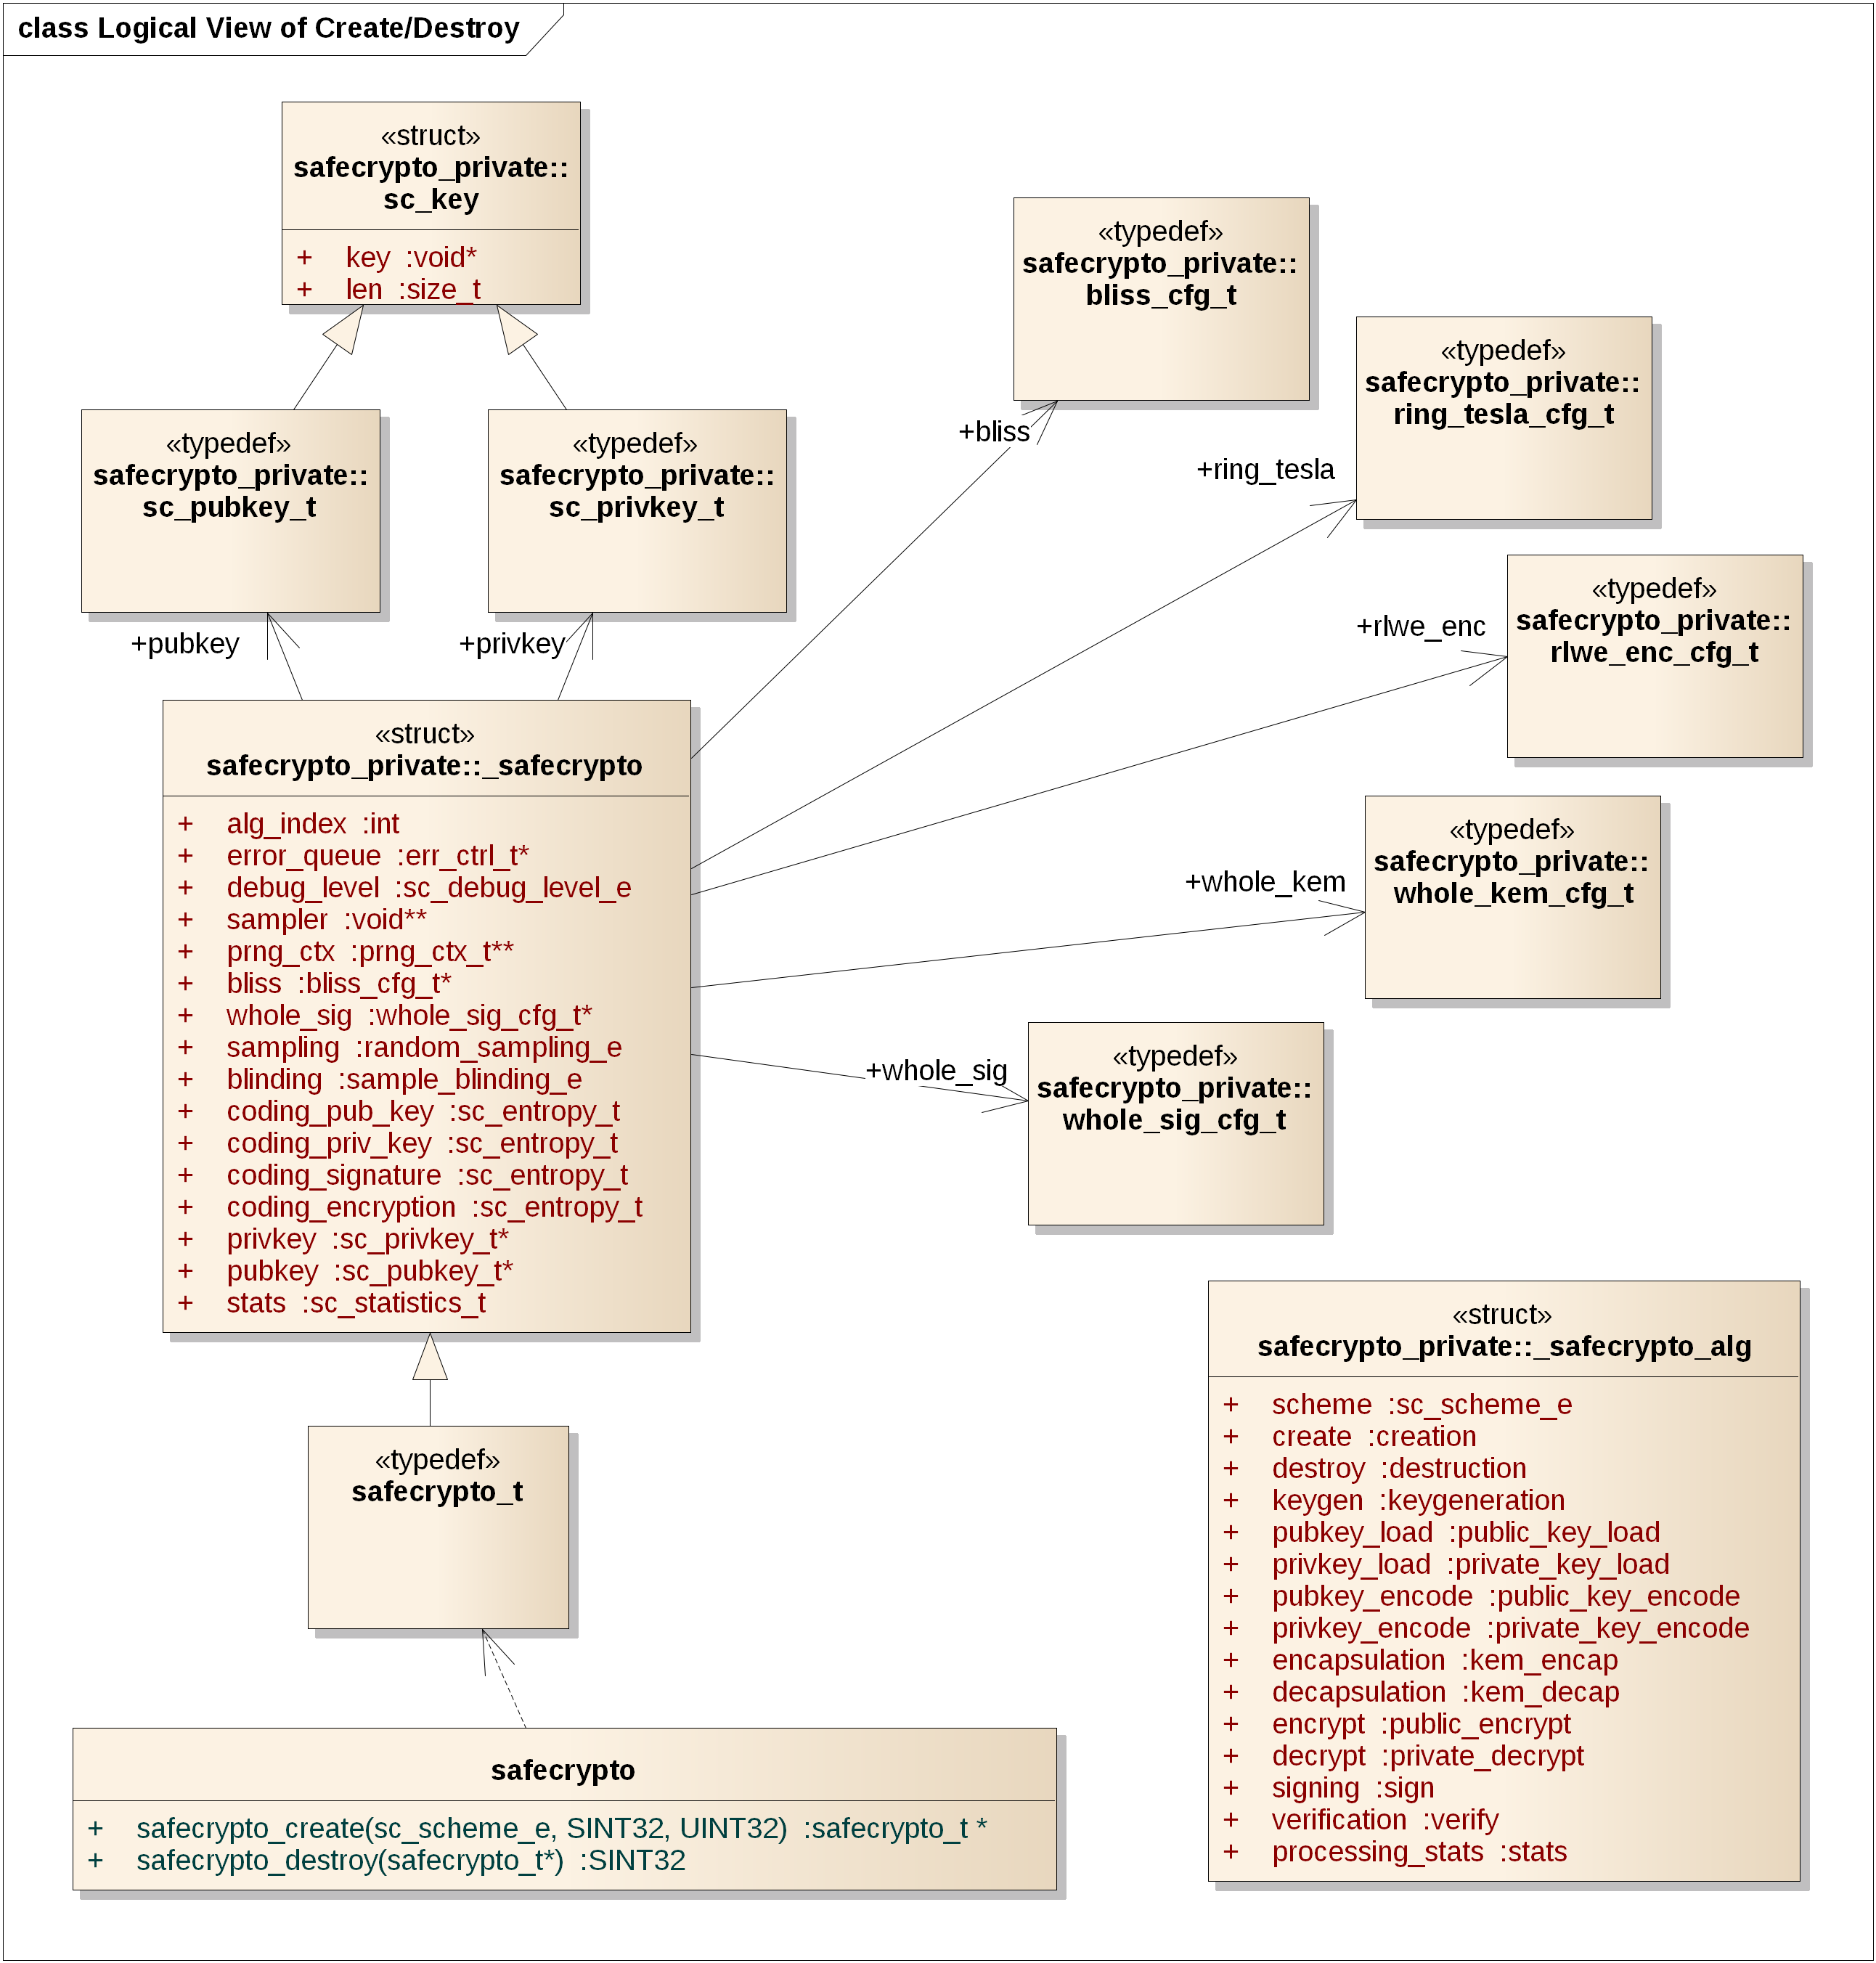 class Logical View of Create/Destroy
«struct»
safecrypto_private::
sc_key
+ key :void*
+ len :size_t
«typedef»
safecrypto_private::
sc_pubkey_t
«typedef»
safecrypto_private::
sc_privkey_t
«typedef»
safecrypto_private::
bliss_cfg_t
+bliss
«typedef»
safecrypto_private::
ring_tesla_cfg_t
+ring_tesla
«typedef»
safecrypto_private::
rlwe_enc_cfg_t
+rlwe_enc
+pubkey
+privkey
«struct»
safecrypto_private::_safecrypto
+ alg_index :int
+ error_queue :err_ctrl_t*
+ debug_level :sc_debug_level_e
+ sampler :void**
+ prng_ctx :prng_ctx_t**
+ bliss :bliss_cfg_t*
+ whole_sig :whole_sig_cfg_t*
+ sampling :random_sampling_e
+ blinding :sample_blinding_e
+ coding_pub_key :sc_entropy_t
+ coding_priv_key :sc_entropy_t
+ coding_signature :sc_entropy_t
+ coding_encryption :sc_entropy_t
+ privkey :sc_privkey_t*
+ pubkey :sc_pubkey_t*
+ stats :sc_statistics_t
«typedef»
safecrypto_private::
whole_kem_cfg_t
+whole_kem
«typedef»
safecrypto_private::
whole_sig_cfg_t
+whole_sig
«struct»
safecrypto_private::_safecrypto_alg
+ scheme :sc_scheme_e
+ create :creation
+ destroy :destruction
+ keygen :keygeneration
+ pubkey_load :public_key_load
+ privkey_load :private_key_load
+ pubkey_encode :public_key_encode
+ privkey_encode :private_key_encode
+ encapsulation :kem_encap
+ decapsulation :kem_decap
+ encrypt :public_encrypt
+ decrypt :private_decrypt
+ signing :sign
+ verification :verify
+ processing_stats :stats
«typedef»
safecrypto_t
safecrypto
+ safecrypto_create(sc_scheme_e, SINT32, UINT32) :safecrypto_t *
+ safecrypto_destroy(safecrypto_t*) :SINT32